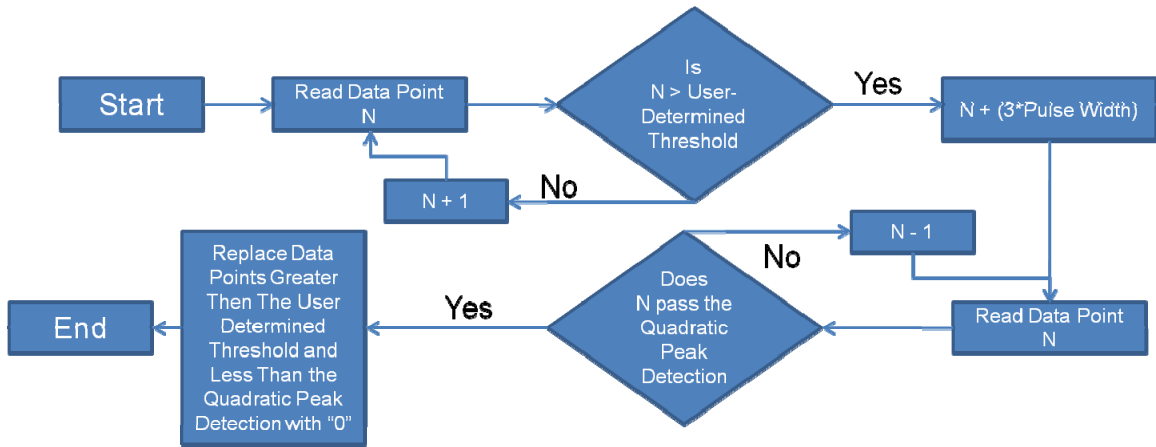 Start
Read Data Point
N
Is
N > User-
Determined
Threshold
Yes
N + (3*Pulse Width)
No
N + 1
N - 1
No
Read Data Point
N
Does
N pass the
Quadratic
Peak
Detection
Yes
Replace Data
Points Greater
Then The User
Determined
Threshold and
Less Than the
Quadratic Peak
Detection with “0”
End